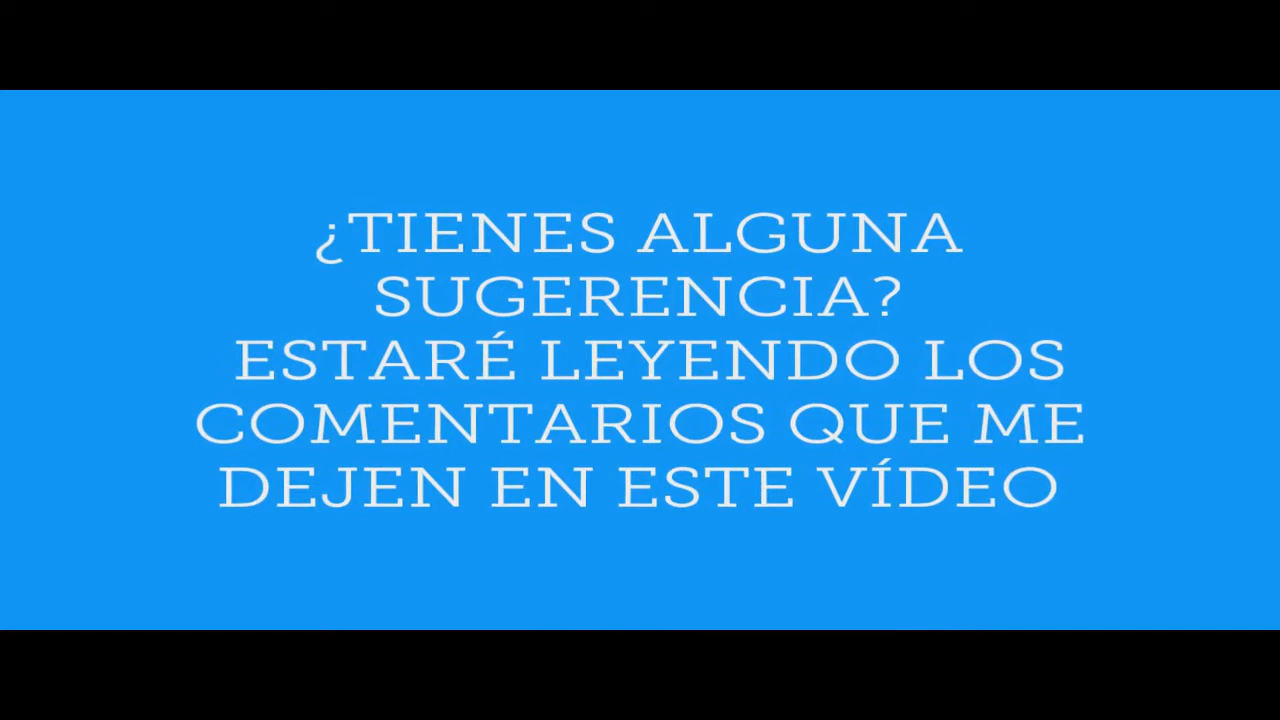 ¿TIENES ALGUNA
SUGERENCIA?
ESTARÉ LEYENDO LOS
COMENTARIOS QUE ME
DEJEN EN ESTE VÍDEO